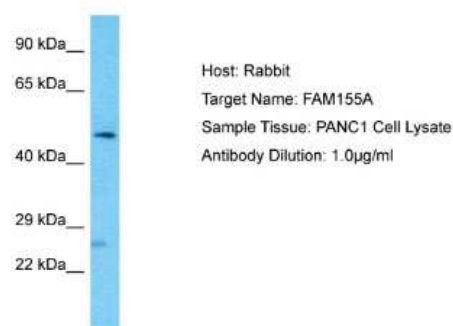 90 kDa
65 kDa
40 kDa
29 kDa
22 kDa
Host: Rabbit
Target Name: FAM155A
Sample Tissue: PANC1 Cell Lysate
Antibody Dilution: 1.0µg/ml